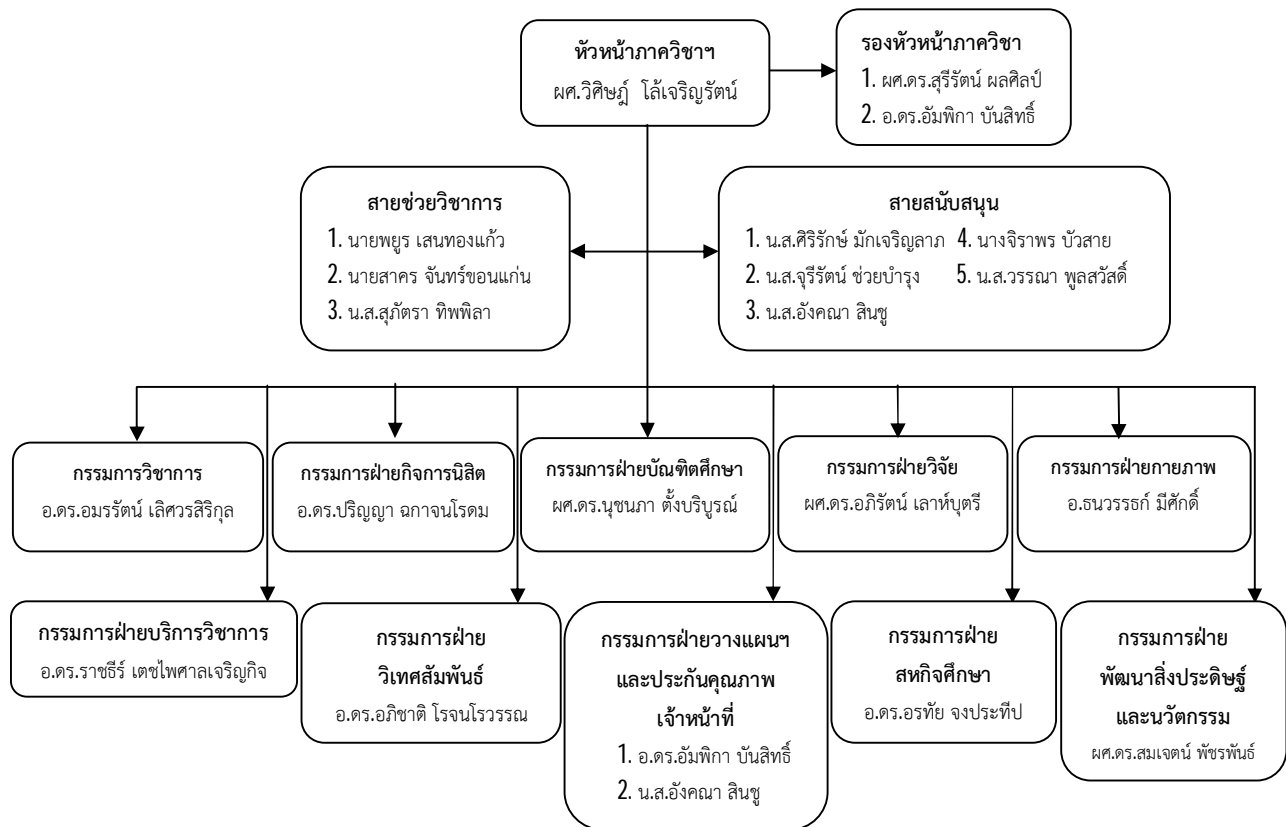 หัวหน้าภาควิชาฯ
ผศ.วิศิษฎ์ โล้เจริญรัตน์
รองหัวหน้าภาควิชา
1. ผศ.ดร.สุรีรัตน์ ผลศิลป์
2. อ.ดร.อัมพิกา บันสิทธิ์
สายช่วยวิชาการ
1. นายพยูร เสนทองแก้ว
2. นายสาคร จันทร์ขอนแก่น
3. น.ส.สุภัตรา ทิพพิลา
สายสนับสนุน
1. น.ส.ศิริรักษ์ มักเจริญลาภ 4. นางจิราพร บัวสาย
2. น.ส.จุรีรัตน์ ช่วยบำรุง 5. น.ส.วรรณา พูลสวัสดิ์
3. น.ส.อังคณา สินชู
กรรมการวิชาการ
อ.ดร.อมรรัตน์ เลิศวรสิริกุล
กรรมการฝ่ายกิจการนิสิต
อ.ดร.ปริญญา ฉกาจนโรดม
กรรมการฝ่ายบัณฑิตศึกษา
ผศ.ดร.นุชนภา ตั้งบริบูรณ์
กรรมการฝ่ายวิจัย
ผศ.ดร.อภิรัตน์ เลาห์บุตรี
กรรมการฝ่ายกายภาพ
อ.ธนวรรธก์ มีศักดิ์
กรรมการฝ่ายบริการวิชาการ
อ.ดร.ราชธีร์ เตชไพศาลเจริญกิจ
กรรมการฝ่าย
วิเทศสัมพันธ์
อ.ดร.อภิชาติ โรจนโรวรรณ
กรรมการฝ่ายวางแผนฯ
และประกันคุณภาพ
เจ้าหน้าที่
1. อ.ดร.อัมพิกา บันสิทธิ์
2. น.ส.อังคณา สินชู
กรรมการฝ่าย
สหกิจศึกษา
อ.ดร.อรทัย จงประทีป
กรรมการฝ่าย
พัฒนาสิ่งประดิษฐ์
และนวัตกรรม
ผศ.ดร.สมเจตน์ พัชรพันธ์